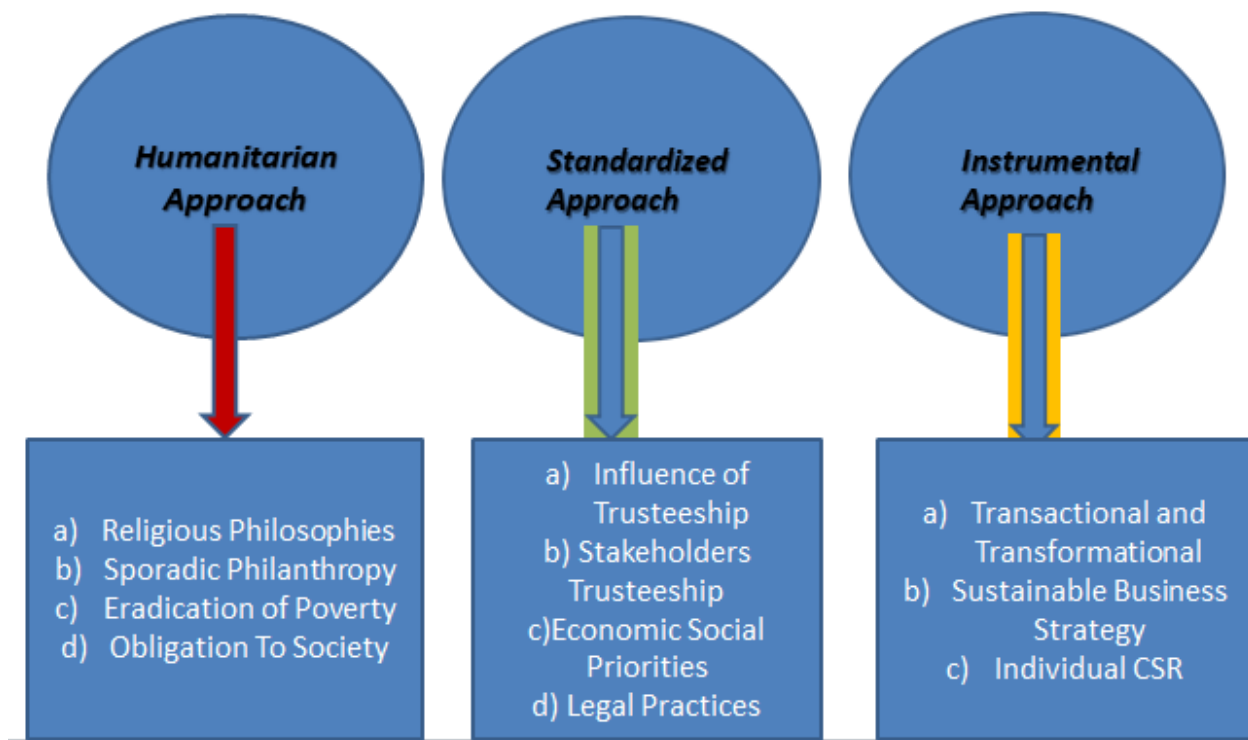 Humanitarian
Approach
Standardized
Approach
Instrumental
Approach
a) Religious Philosophies
b) Sporadic Philanthropy
c) Eradication of Poverty
d) Obligation To Society
a) Influence of
Trusteeship
b) Stakeholders
Trusteeship
c)Economic Social
Priorities
d) Legal Practices
a) Transactional and
Transformational
b) Sustainable Business
Strategy
c) Individual CSR